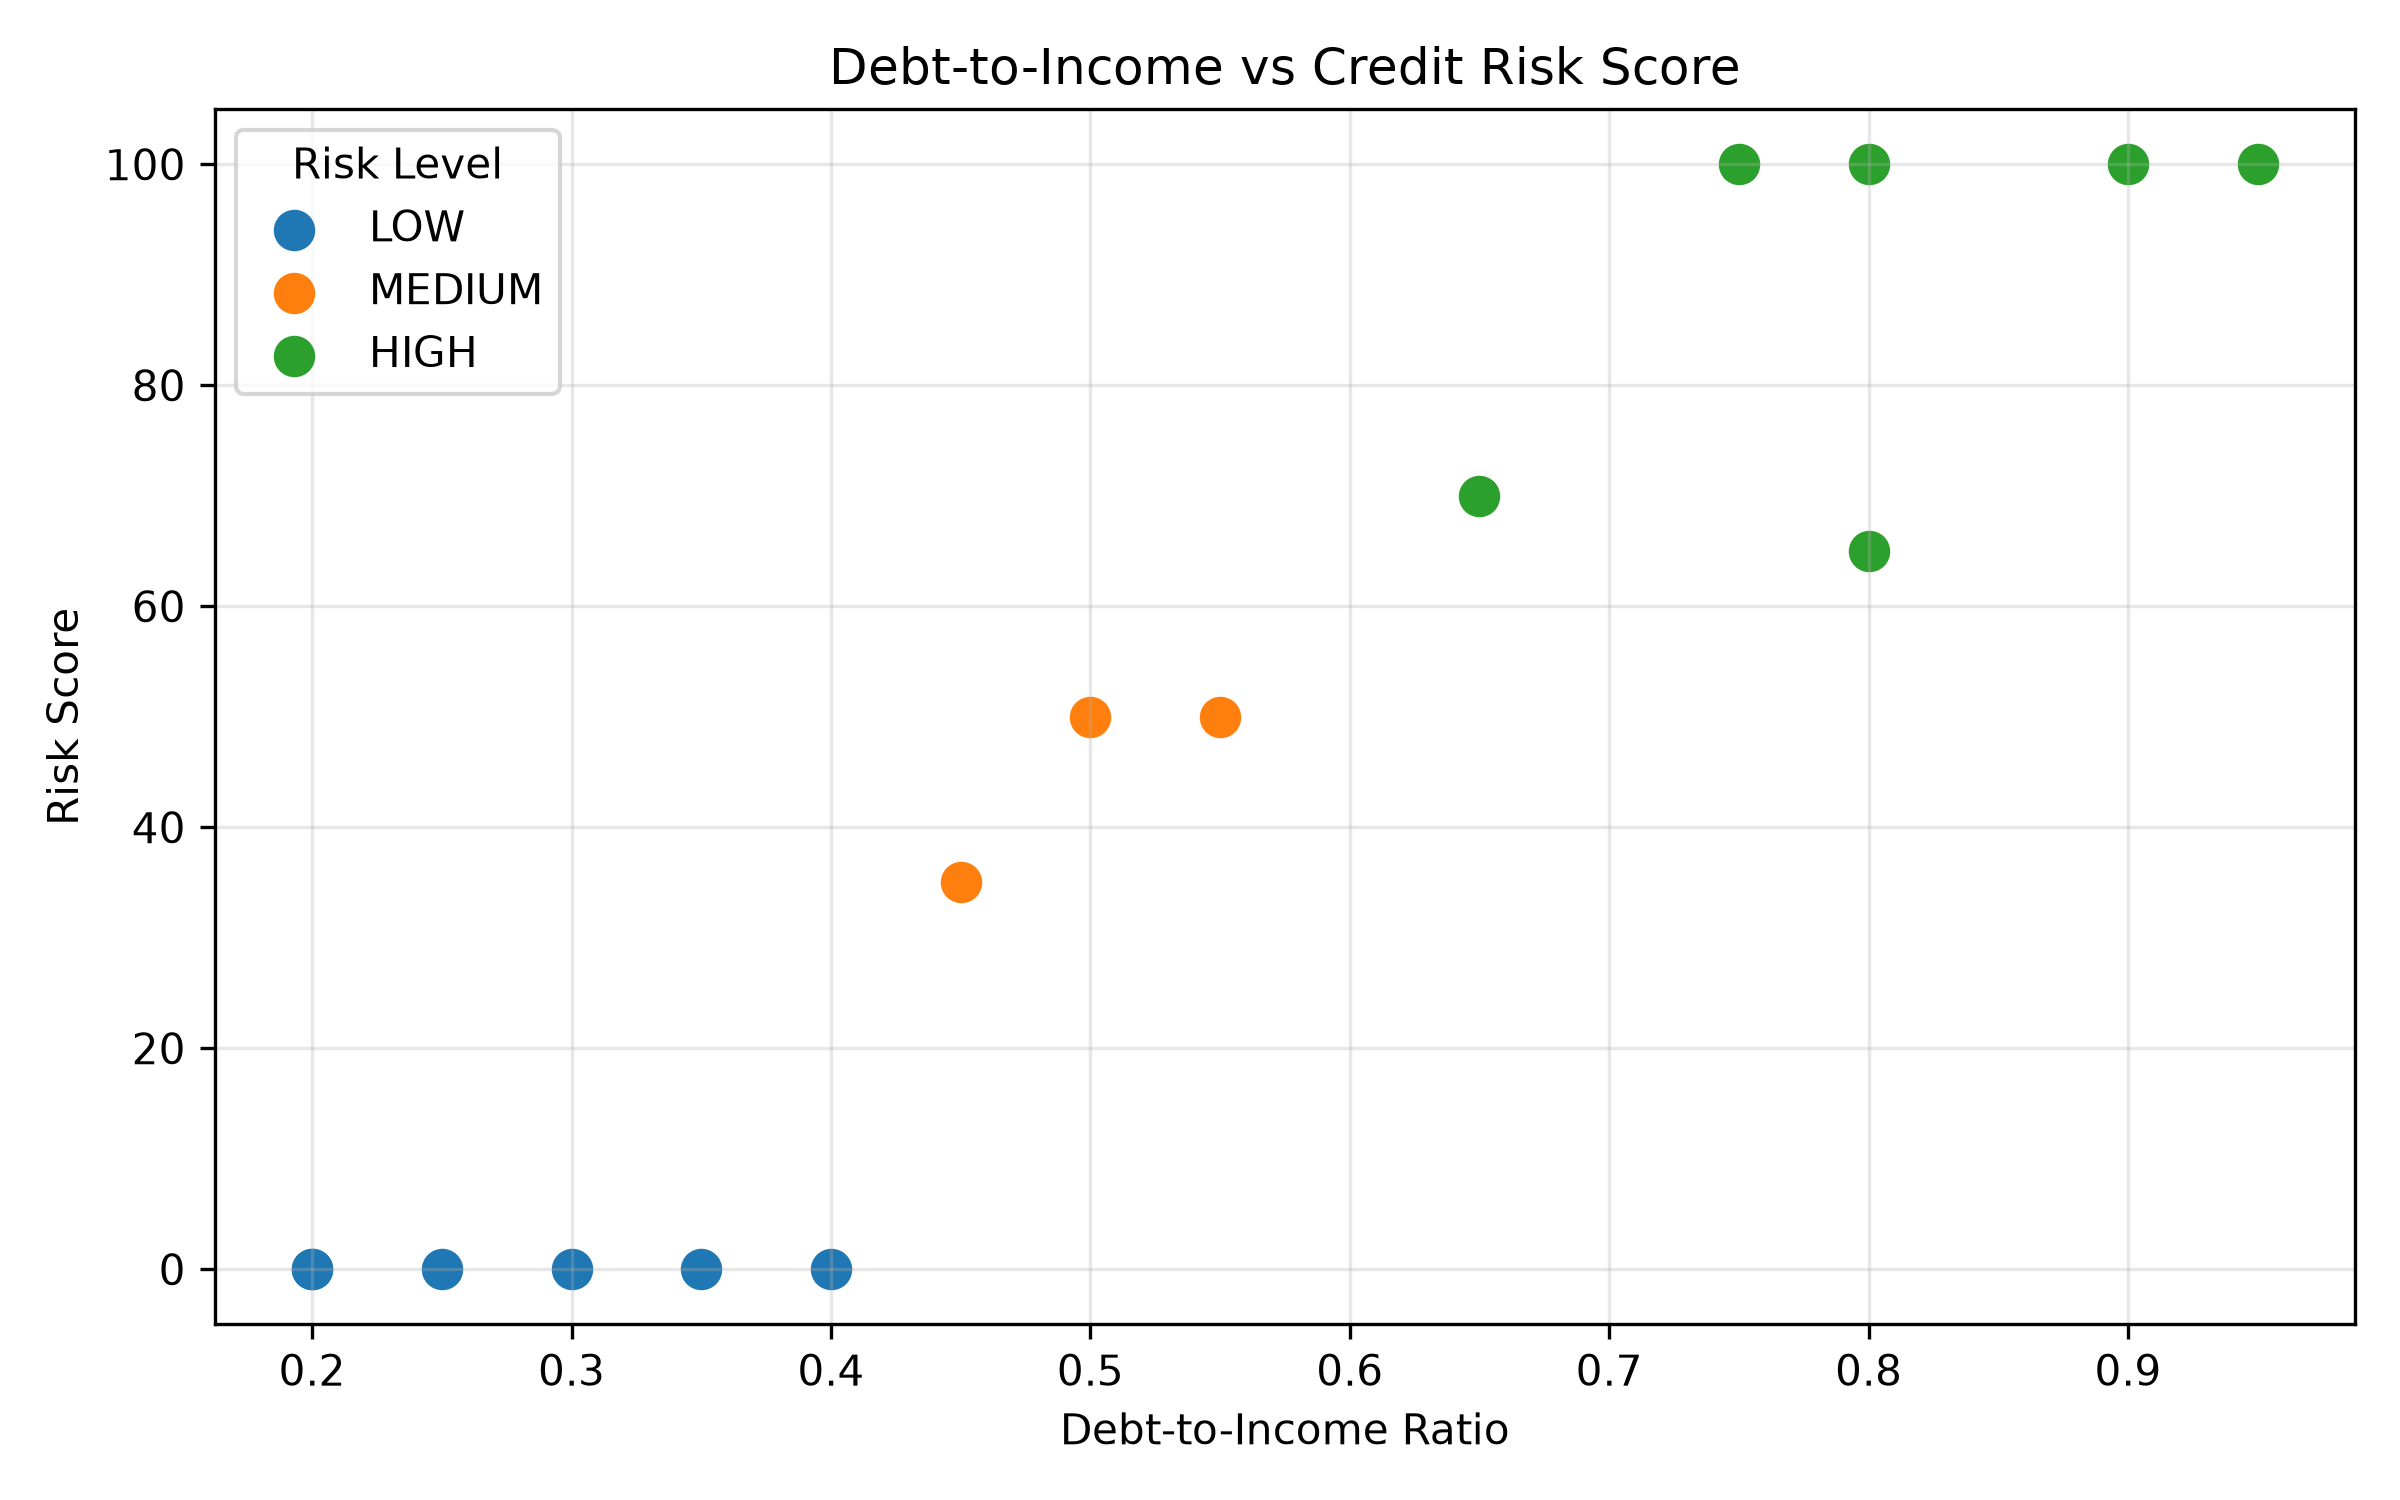 Debt-to-Income vs Credit Risk Score
Risk Level
LOW
MEDIUM
HIGH
Risk Score
100
80
60
40
20
0
0.2 0.3 0.4 0.5 0.6 0.7 0.8 0.9
Debt-to-Income Ratio